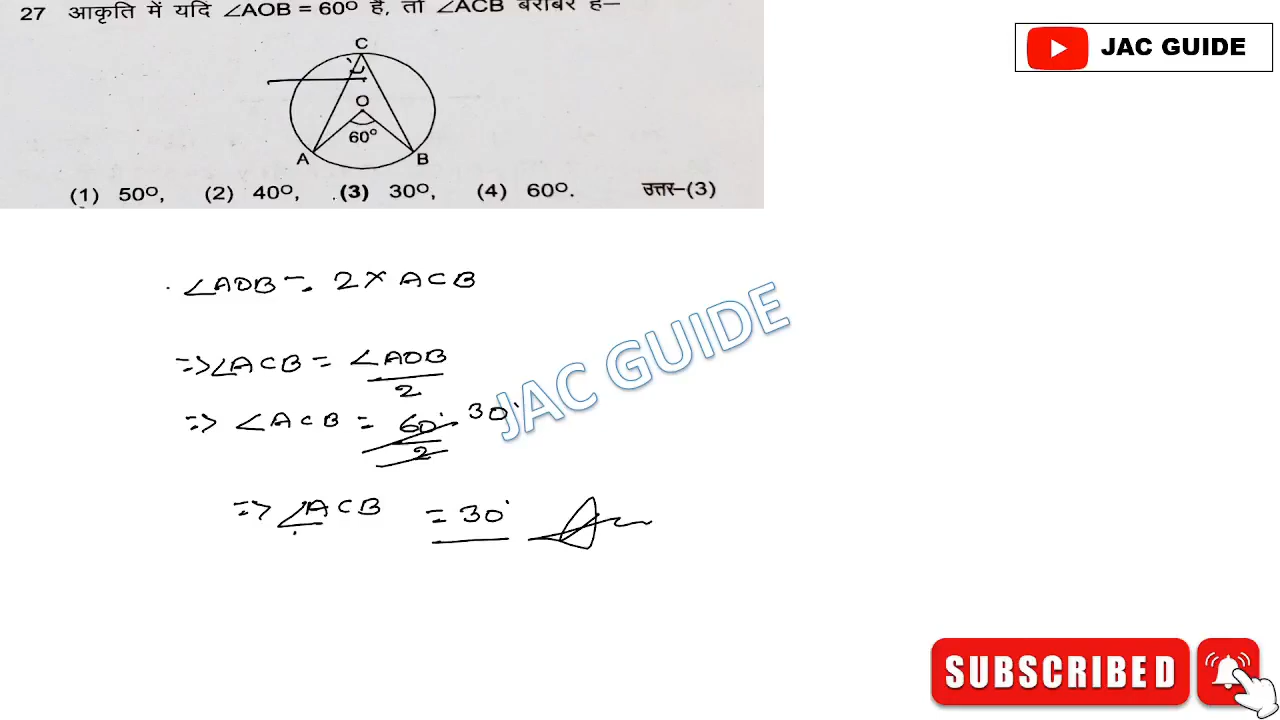 27 आकृति में यदि ∠AOB = 60° है, तो ∠ACB बराबर है–
C
O
60°
A
B
(1) 50°, (2) 40°, (3) 30°, (4) 60°. उत्तर–(3)
JAC GUIDE
∠AOB = 2 × ACB
⇒ ∠ACB = ∠AOB
2
⇒ ∠ACB = 60° 30°
2
⇒ ∠ACB = 30°
JAC GUIDE
SUBSCRIBED